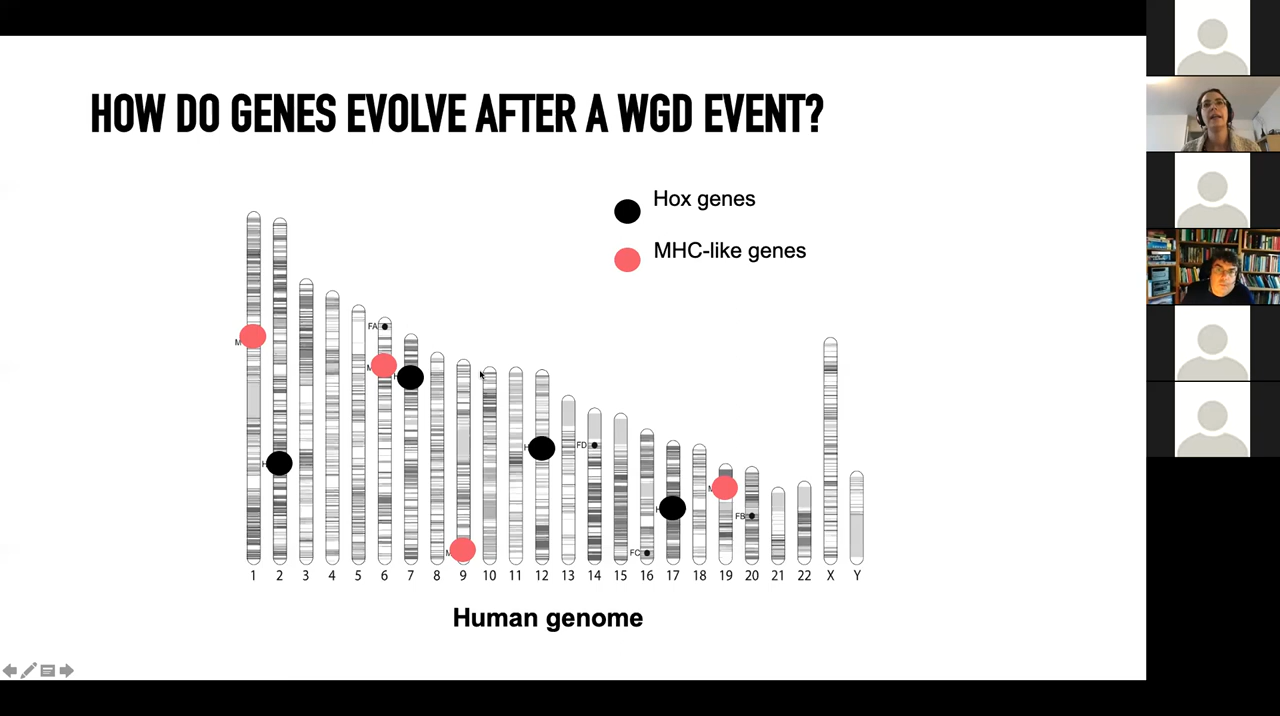 HOW DO GENES EVOLVE AFTER A WGD EVENT?
Hox genes
MHC-like genes
FA
M
M
H
H
FD
H
M
H
FB
M
FC
1 2 3 4 5 6 7 8 9 10 11 12 13 14 15 16 17 18 19 20 21 22 X Y
Human genome